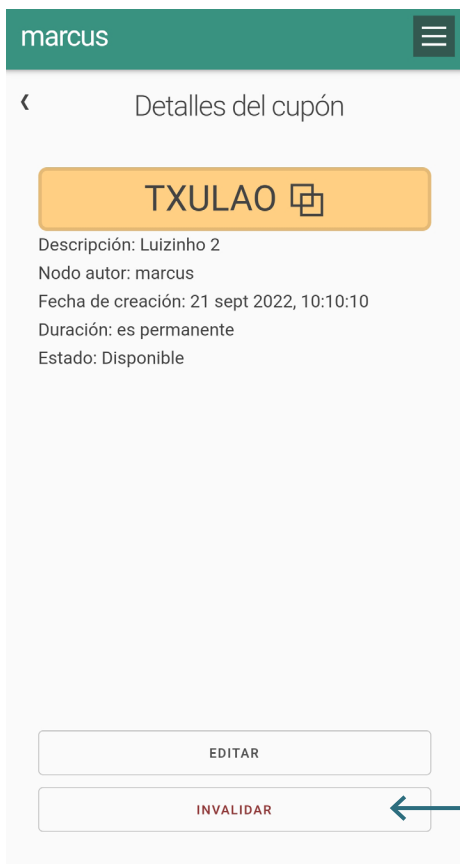 marcus
Detalles del cupón
TXULAO
Descripción: Luizinho 2
Nodo autor: marcus
Fecha de creación: 21 sept 2022, 10:10:10
Duración: es permanente
Estado: Disponible
EDITAR
INVALIDAR